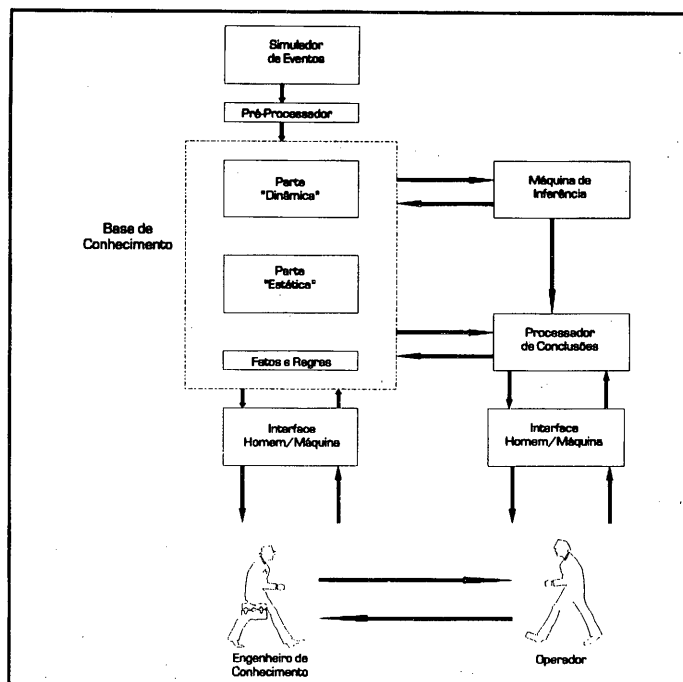 Simulador
de Eventos
Pré-Processador
Parte
"Dinâmica"
Máquina de
Inferência
Base de
Conhecimento
Parte
"Estática"
Processador
de Conclusões
Fatos e Regras
Interface
Homem/Máquina
Interface
Homem/Máquina
Engenheiro de
Conhecimento
Operador